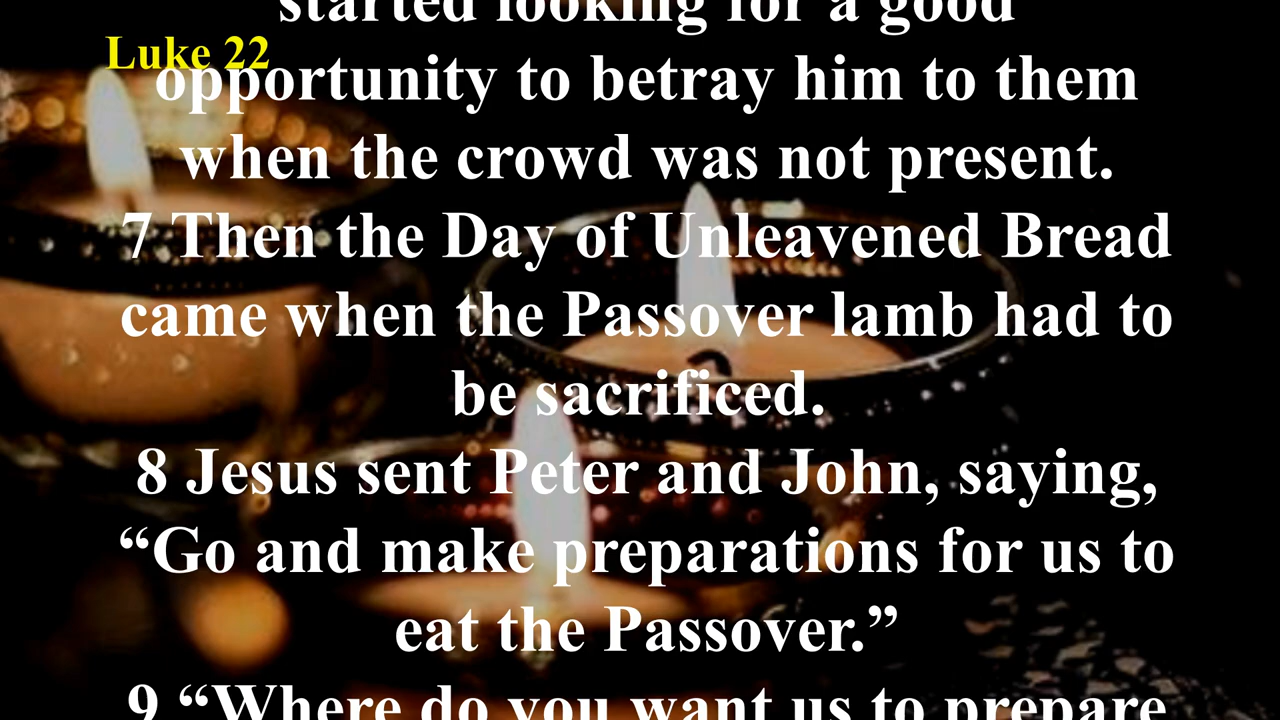 started looking for a good
Luke 22
opportunity to betray him to them
when the crowd was not present.
7 Then the Day of Unleavened Bread
came when the Passover lamb had to
be sacrificed.
8 Jesus sent Peter and John, saying,
“Go and make preparations for us to
eat the Passover.”
9 “Where do you want us to prepare